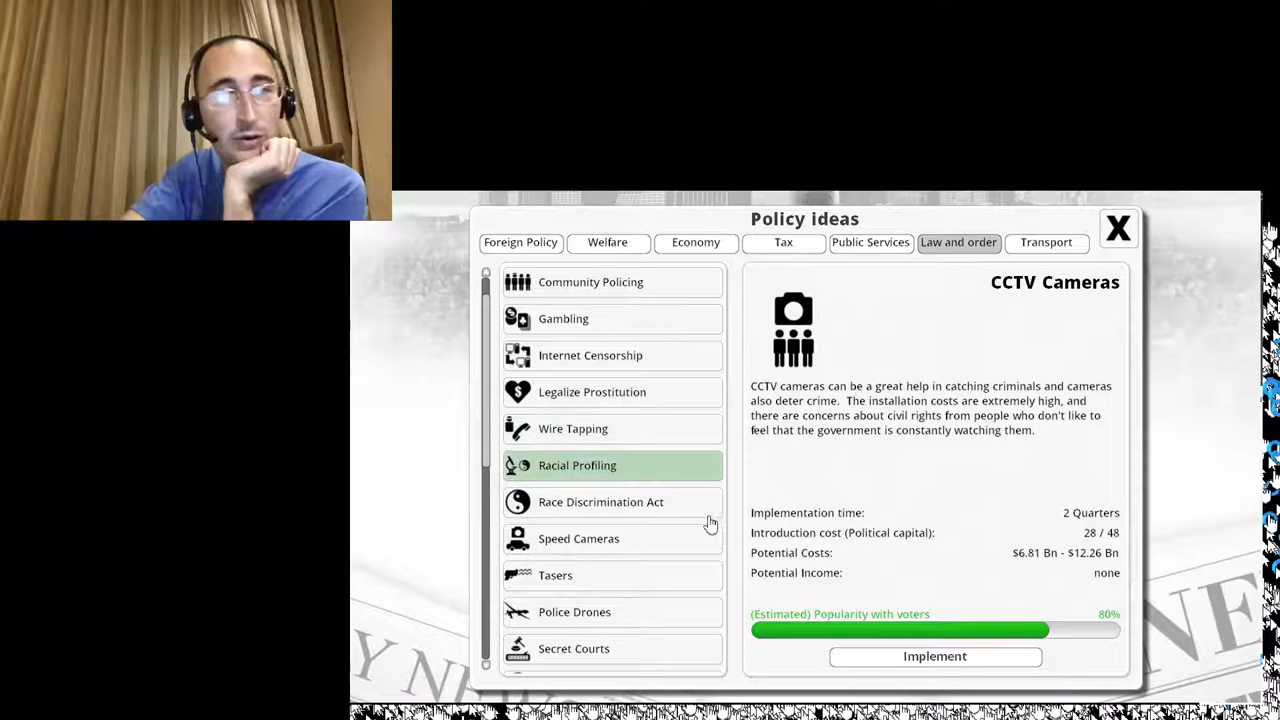 Policy ideas
X
Foreign Policy
Welfare
Economy
Tax
Public Services
Law and order
Transport
Community Policing
Gambling
Internet Censorship
Legalize Prostitution
Wire Tapping
Racial Profiling
Race Discrimination Act
Speed Cameras
Tasers
Police Drones
Secret Courts
CCTV Cameras
CCTV cameras can be a great help in catching criminals and cameras
also deter crime. The installation costs are extremely high, and
there are concerns about civil rights from people who don't like to
feel that the government is constantly watching them.
Implementation time: 2 Quarters
Introduction cost (Political capital): 28 / 48
Potential Costs: $6.81 Bn - $12.26 Bn
Potential Income: none
(Estimated) Popularity with voters 80%
Implement